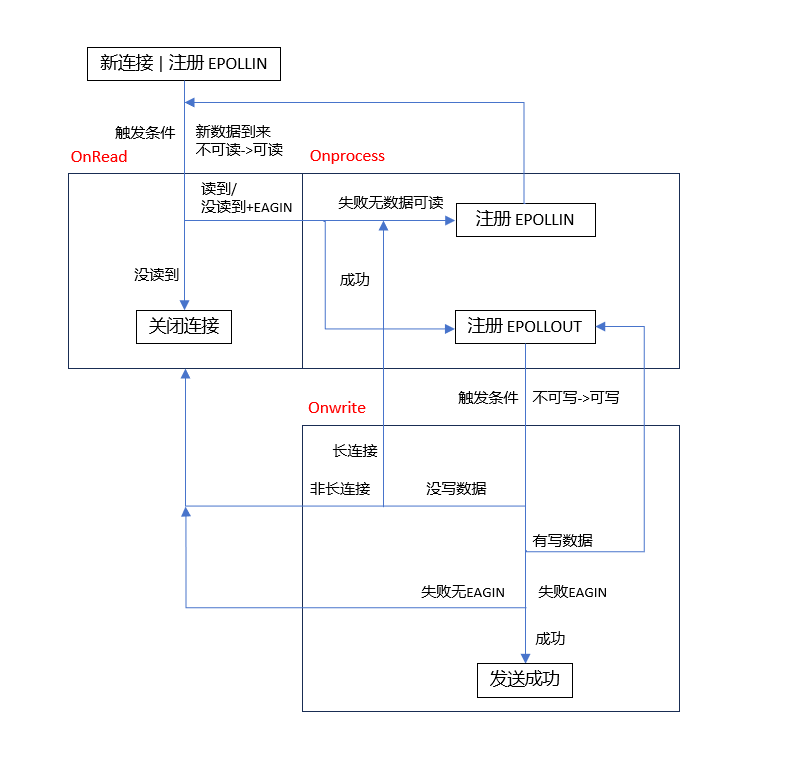 新连接 | 注册 EPOLLIN
触发条件
新数据到来
不可读->可读
OnRead
Onprocess
读到/
没读到+EAGIN
失败无数据可读
注册 EPOLLIN
没读到
成功
关闭连接
注册 EPOLLOUT
触发条件
不可写->可写
Onwrite
长连接
非长连接
没写数据
有写数据
失败无EAGIN
失败EAGIN
成功
发送成功